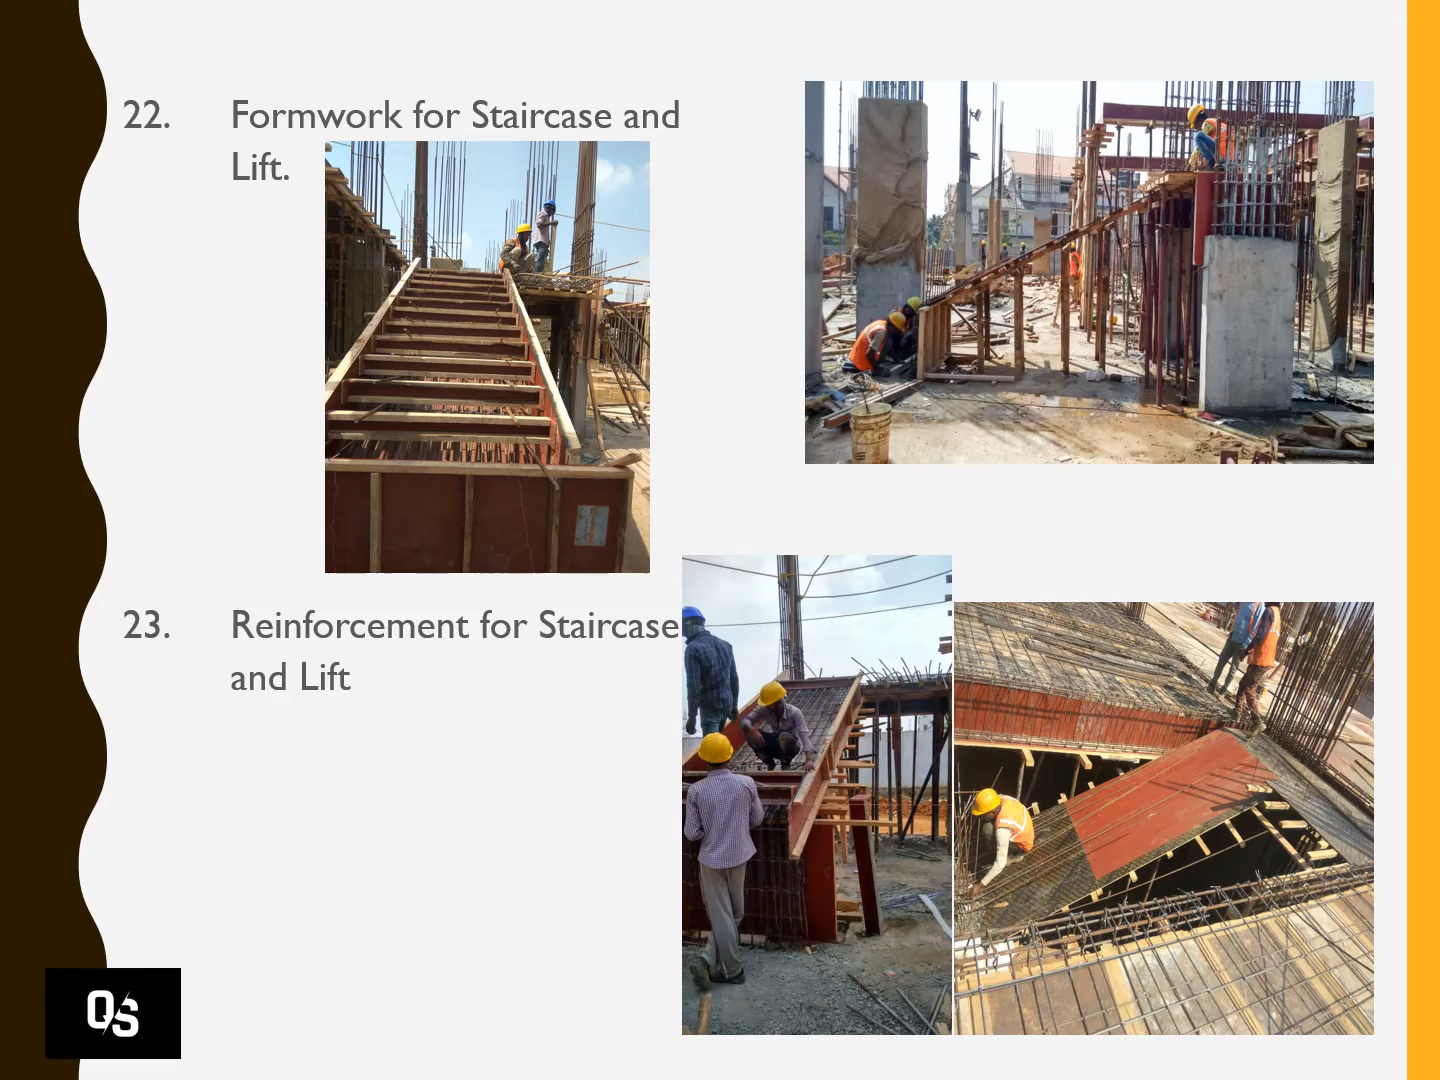 22. Formwork for Staircase and
Lift.
23. Reinforcement for Staircase
and Lift
QS